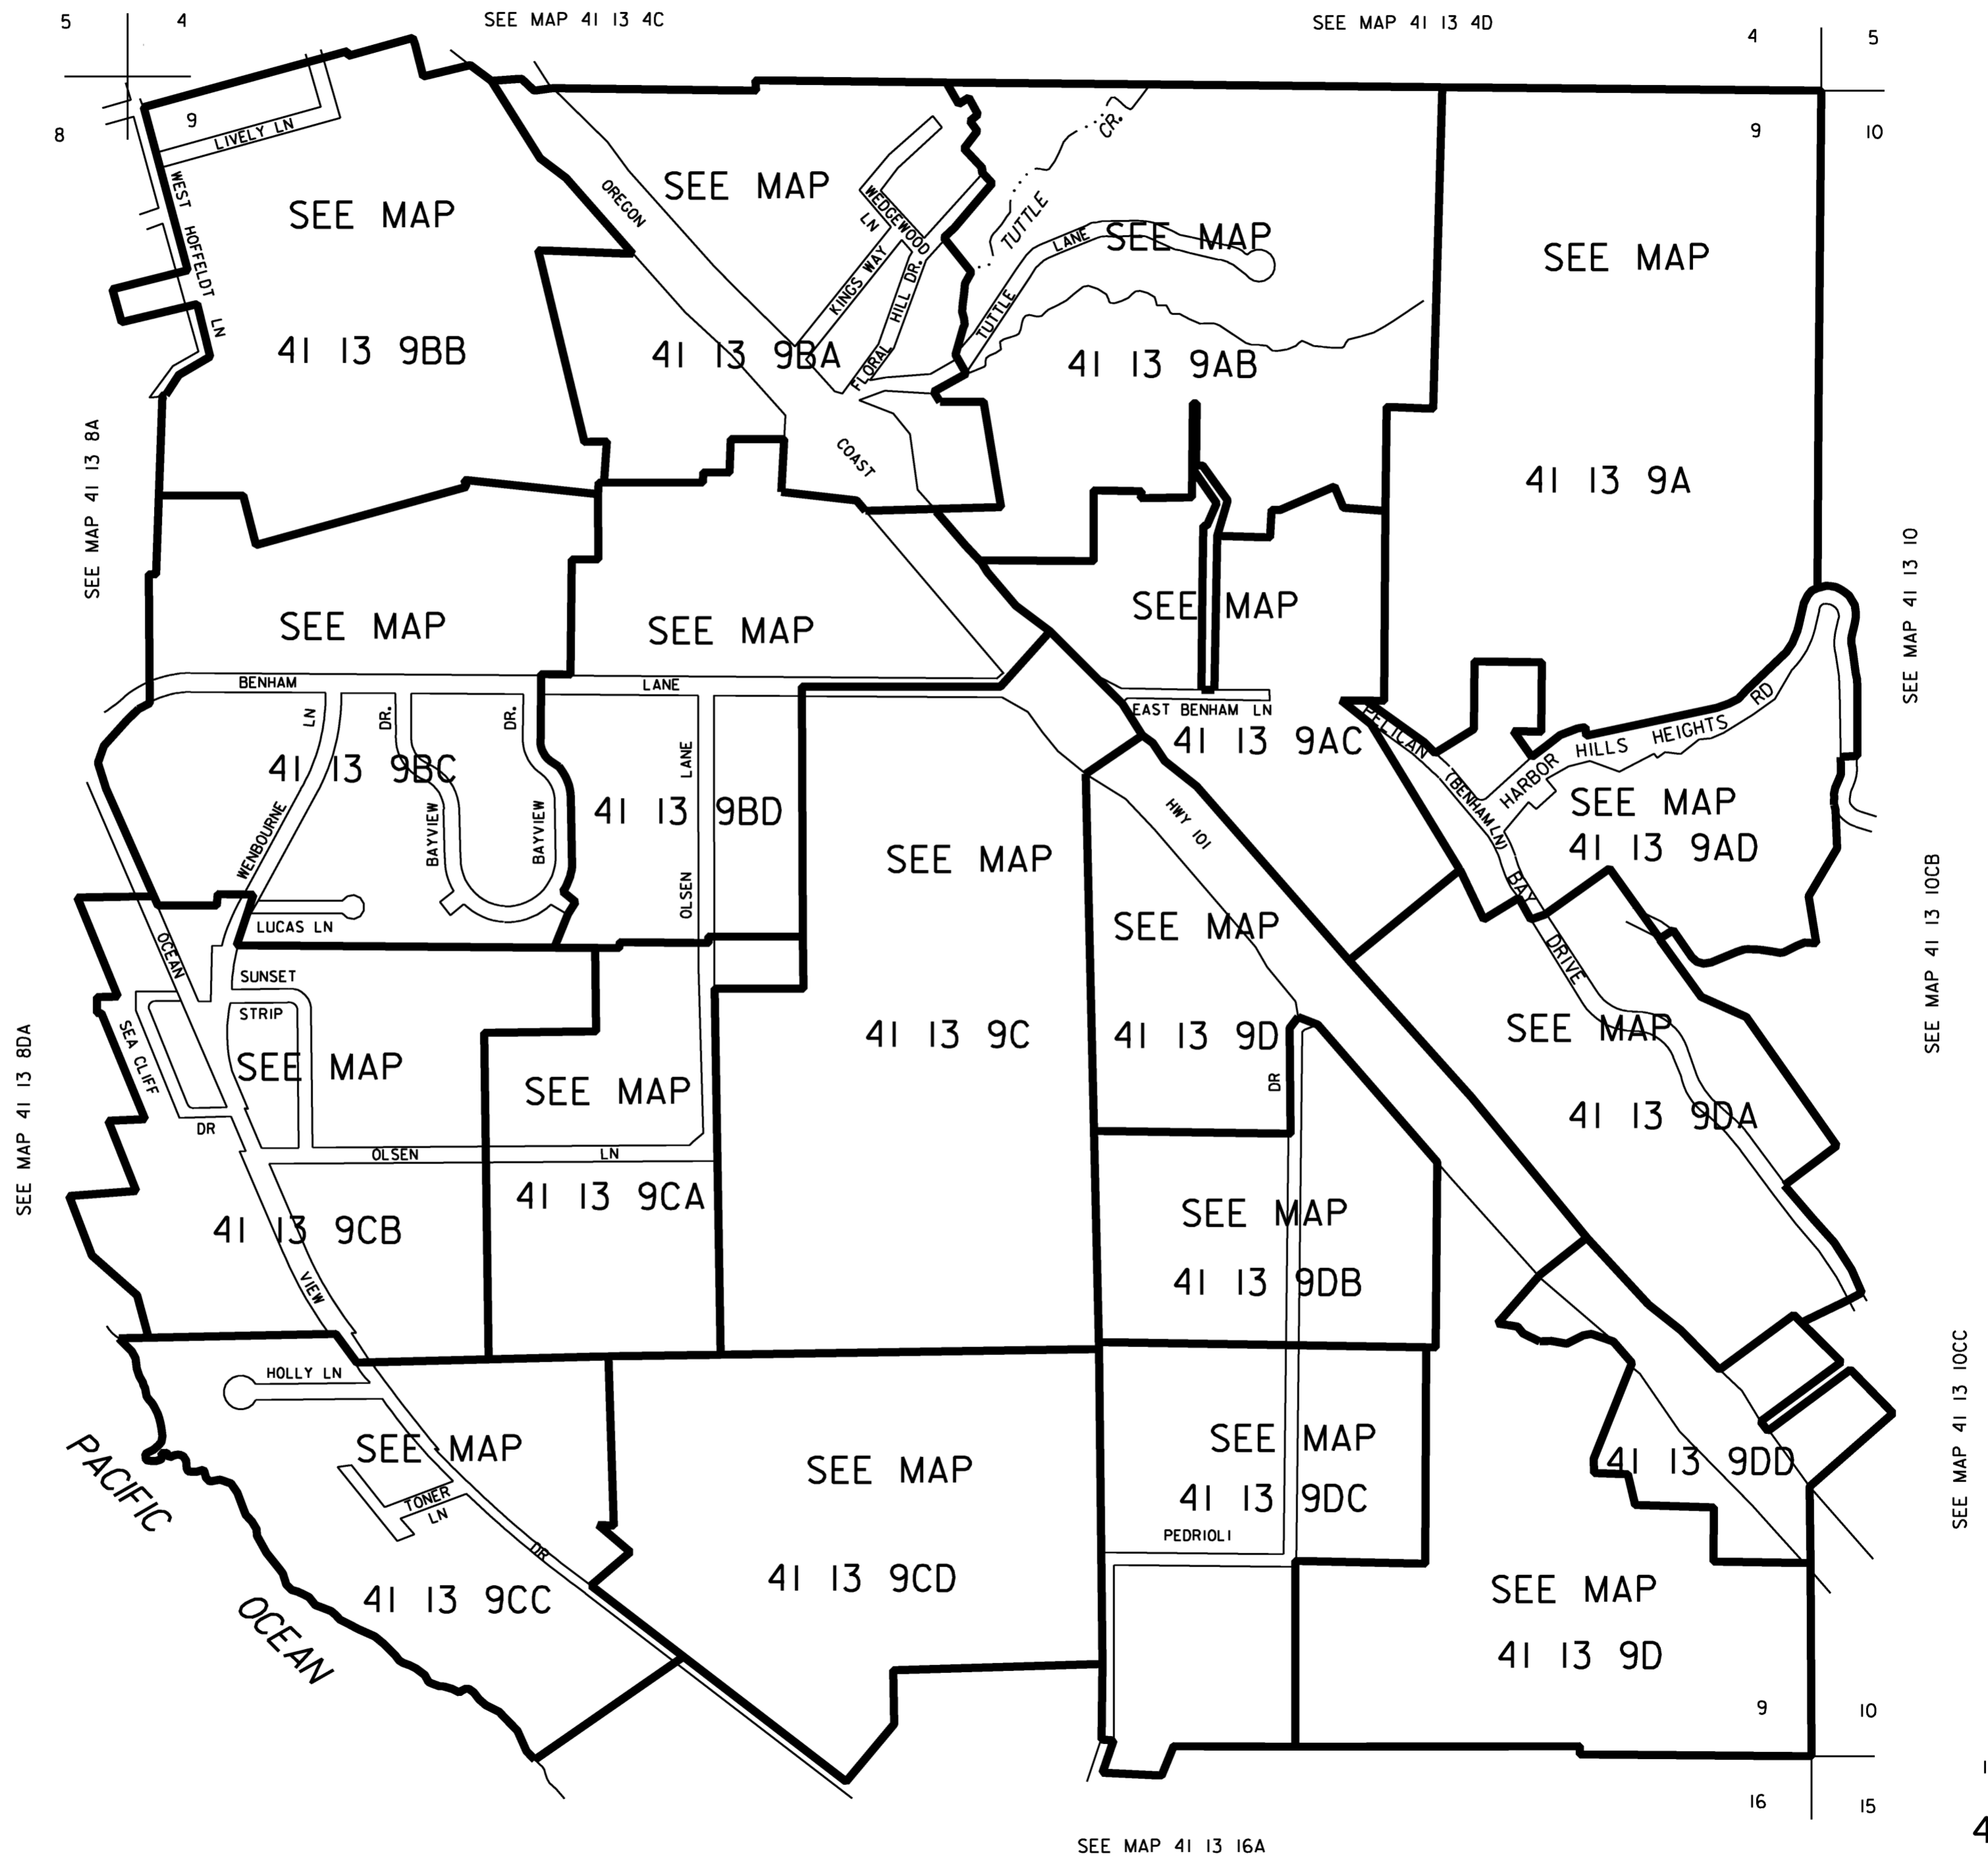 5
4
SEE MAP 41 13 4C
SEE MAP 41 13 4D
4
5
8
9
9
10
LIVELY LN
WEST HOFFELDT LN
SEE MAP
41 13 9BB
OREGON
COAST
SEE MAP
41 13 9BA
WEDGEWOOD
LN
KINGS WAY
FLORAL HILL DR.
TUTTLE CR.
TUTTLE LANE
SEE MAP
41 13 9AB
SEE MAP
41 13 9A
SEE MAP 41 13 8A
SEE MAP 41 13 10
SEE MAP
41 13 9BC
SEE MAP
41 13 9BD
BENHAM LANE
WENBOURNE LN
BAYVIEW DR.
BAYVIEW DR.
OLSEN LANE
LUCAS LN
SEE MAP
41 13 9AC
EAST BENHAM LN
PELICAN BAY DRIVE
(BENHAM LN)
HARBOR HILLS HEIGHTS RD
SEE MAP
41 13 9AD
SEE MAP 41 13 10CB
HWY 101
SEE MAP
41 13 9C
SEE MAP
41 13 9D
SEE MAP
41 13 9DA
SEE MAP 41 13 8DA
OCEAN VIEW DR
SEA CLIFF
DR
SUNSET
STRIP
SEE MAP
41 13 9CB
SEE MAP
41 13 9CA
OLSEN LN
DR
SEE MAP
41 13 9DB
SEE MAP 41 13 10CC
HOLLY LN
SEE MAP
41 13 9CC
TONER
LN
PACIFIC
OCEAN
SEE MAP
41 13 9CD
SEE MAP
41 13 9DC
PEDRIOLI
41 13 9DD
SEE MAP
41 13 9D
9
10
16
15
SEE MAP 41 13 16A